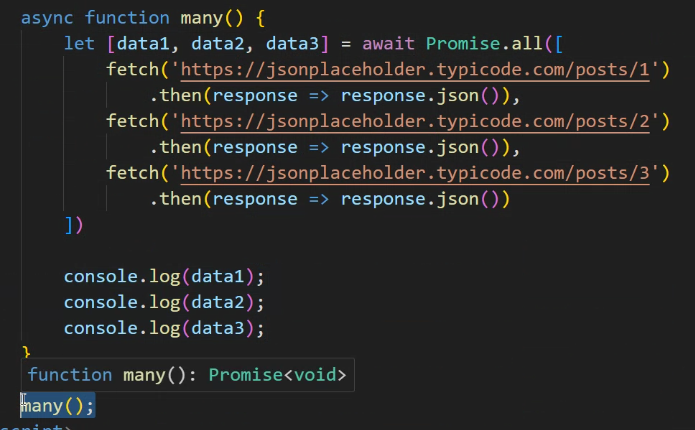 async function many() {
    let [data1, data2, data3] = await Promise.all([
        fetch('https://jsonplaceholder.typicode.com/posts/1')
            .then(response => response.json()),
        fetch('https://jsonplaceholder.typicode.com/posts/2')
            .then(response => response.json()),
        fetch('https://jsonplaceholder.typicode.com/posts/3')
            .then(response => response.json())
    ])
    console.log(data1);
    console.log(data2);
    console.log(data3);
}
function many(): Promise<void>
many();